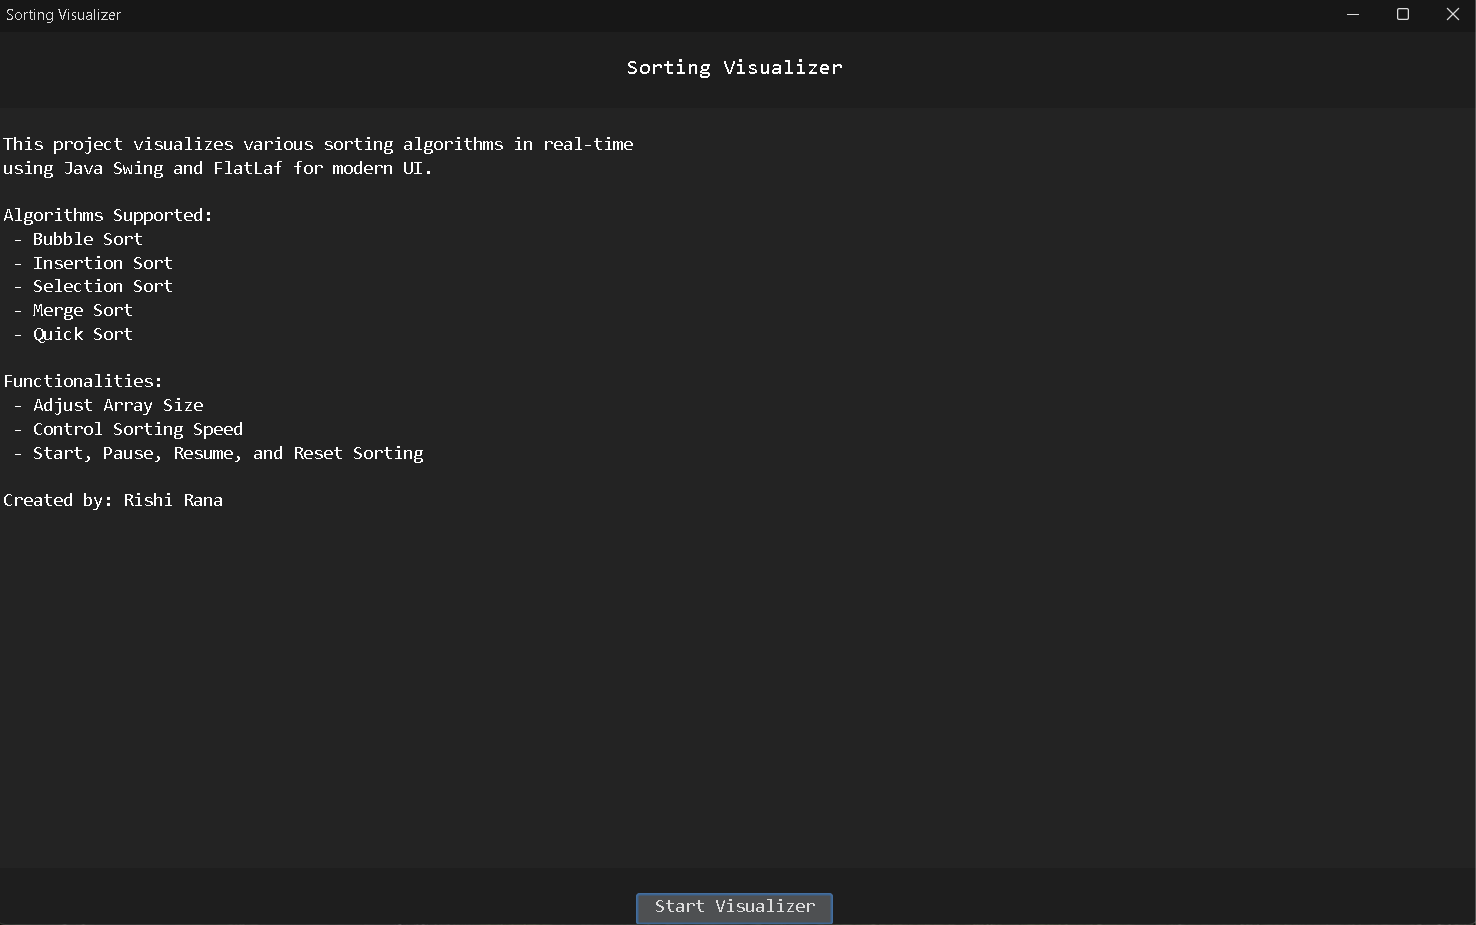 Sorting Visualizer
Sorting Visualizer
This project visualizes various sorting algorithms in real-time
using Java Swing and FlatLaf for modern UI.
Algorithms Supported:
- Bubble Sort
- Insertion Sort
- Selection Sort
- Merge Sort
- Quick Sort
Functionalities:
- Adjust Array Size
- Control Sorting Speed
- Start, Pause, Resume, and Reset Sorting
Created by: Rishi Rana
Start Visualizer